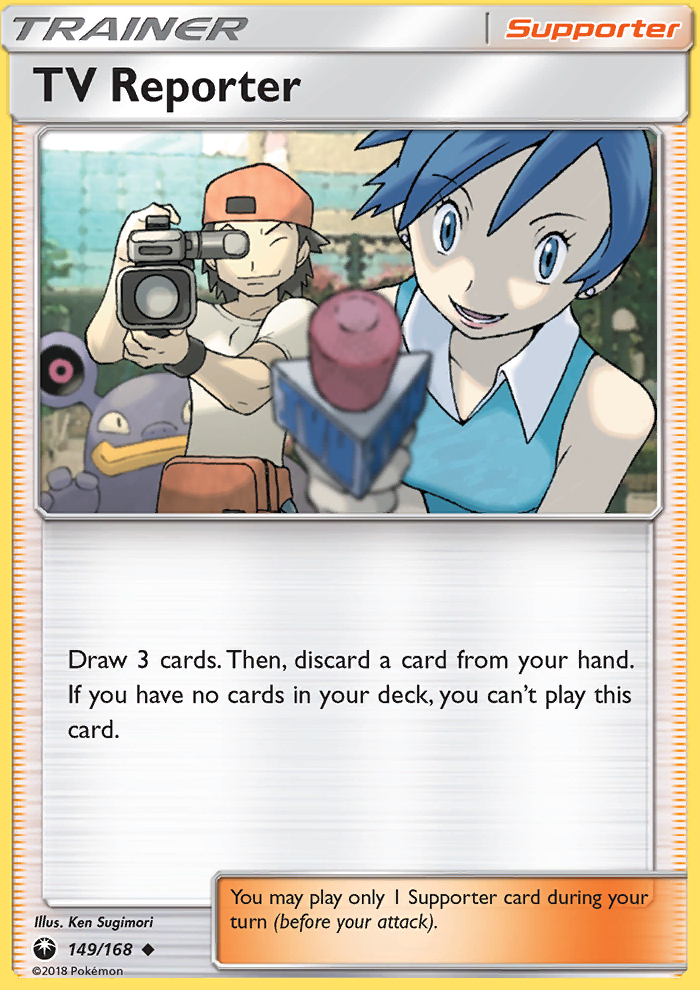 TRAINER
Supporter
TV Reporter
Draw 3 cards. Then, discard a card from your hand.
If you have no cards in your deck, you can't play this
card.
You may play only 1 Supporter card during your
turn (before your attack).
Illus. Ken Sugimori
149/168
©2018 Pokémon